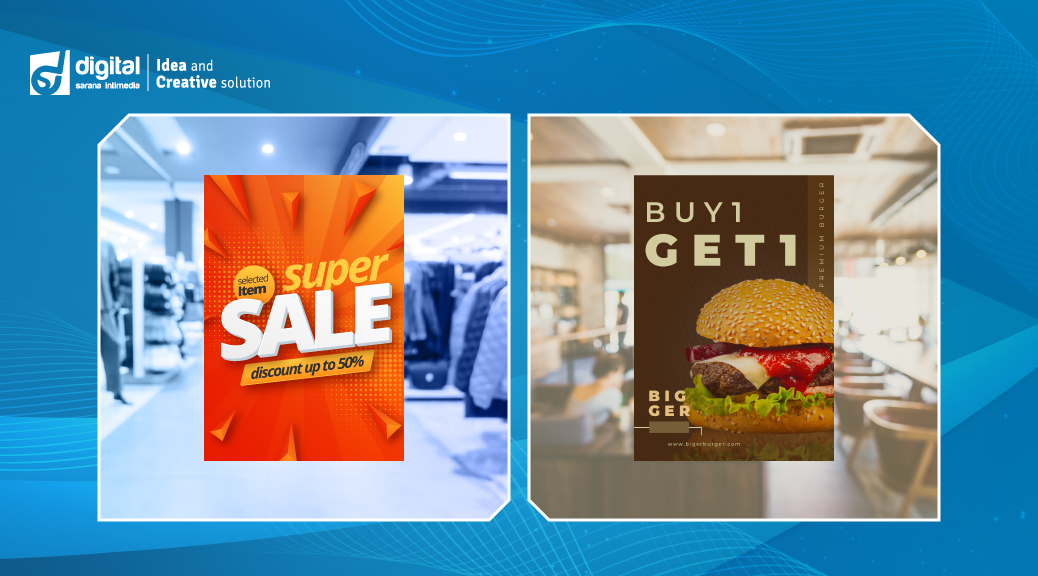 digital
sarana intimedia
Idea and
Creative solution
selected
item
super
SALE
discount up to 50%
BUY1
GET1
PREMIUM BURGER
BIG
GER
www.bigerburger.com